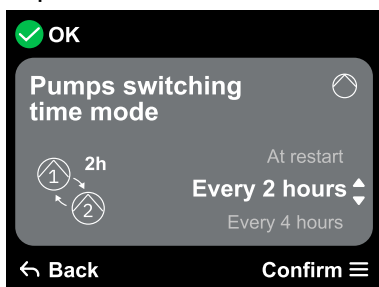 OK
Pumps switching
time mode
2h
1
2
At restart
Every 2 hours
Every 4 hours
Back
Confirm